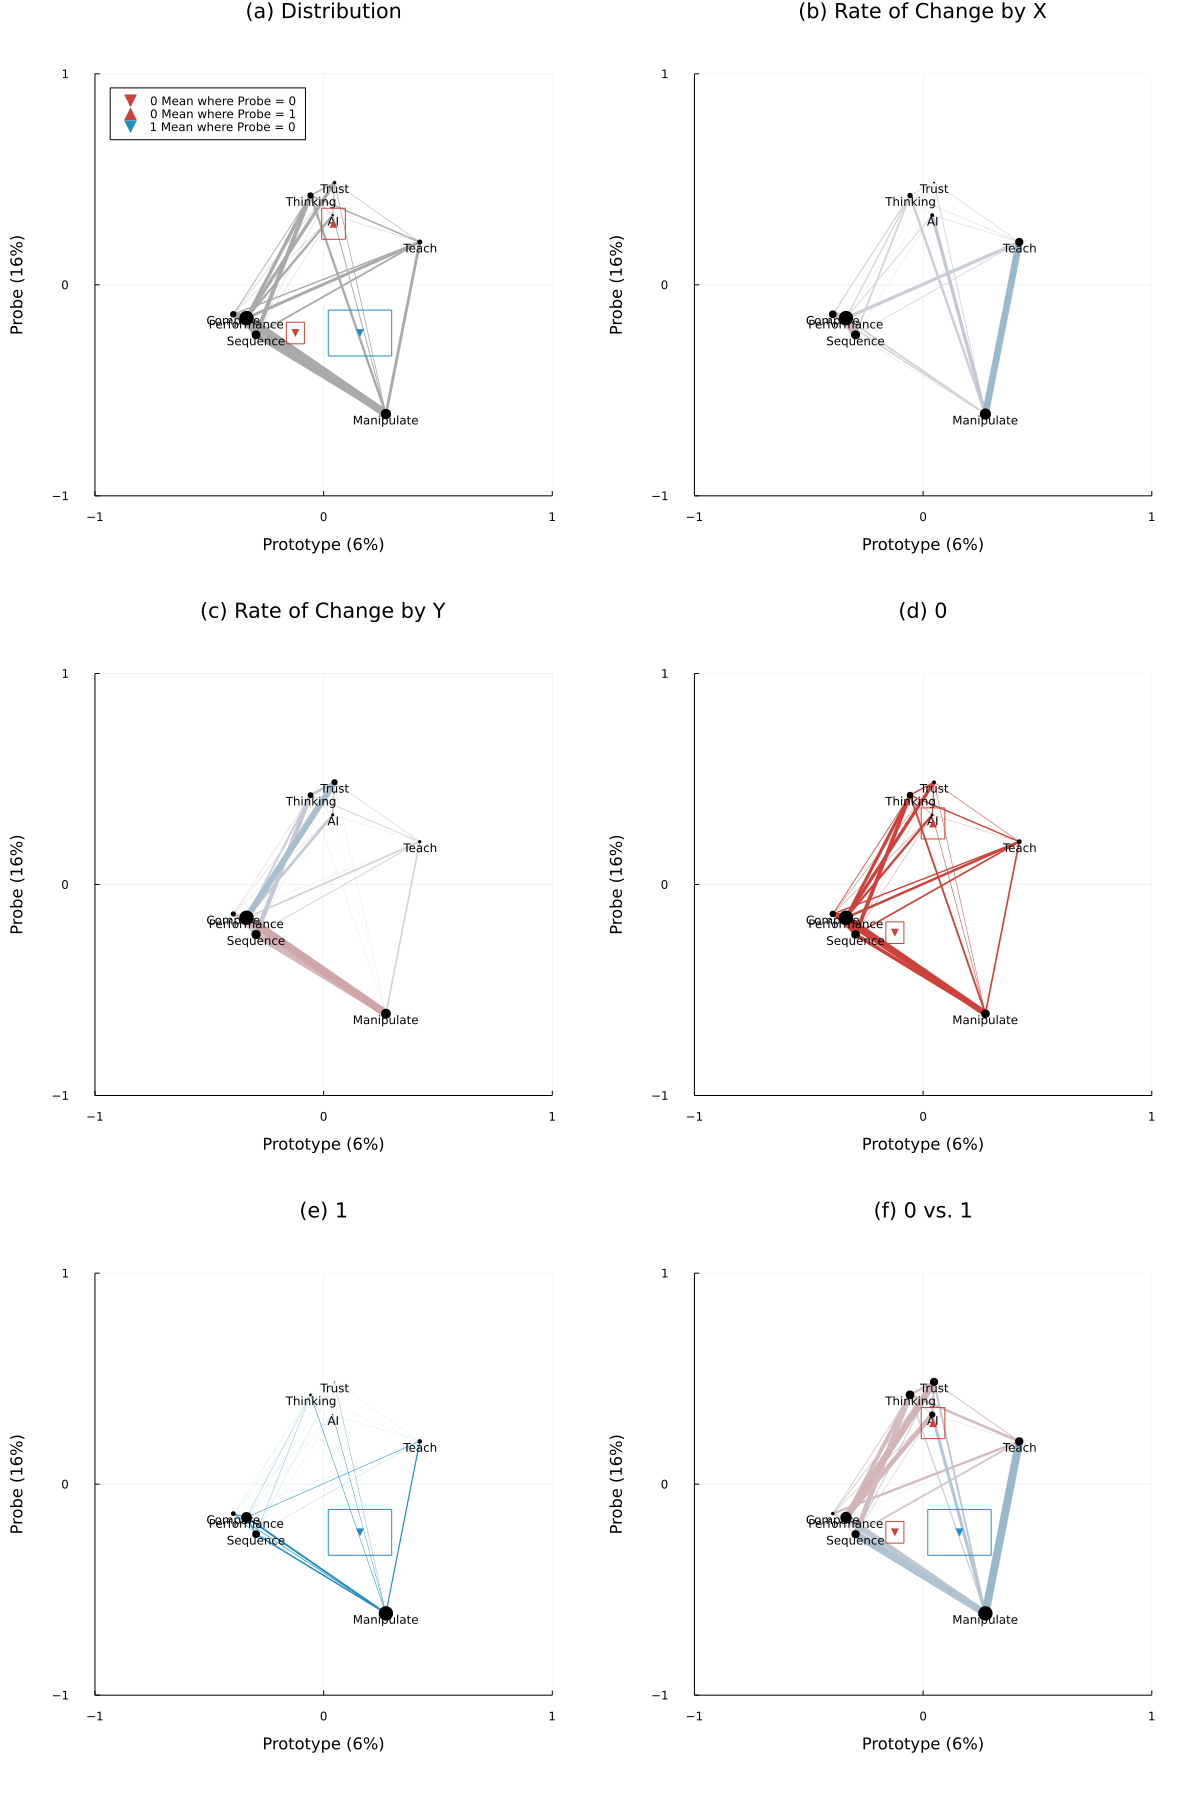 (a) Distribution
(b) Rate of Change by X
1
0 Mean where Probe = 0
0 Mean where Probe = 1
1 Mean where Probe = 0
Trust
Thinking
AI
Teach
Probe (16%)
0
Performance
Sequence
Manipulate
−1
−1
0
1
Prototype (6%)
1
Trust
Thinking
AI
Teach
Probe (16%)
0
Performance
Sequence
Manipulate
−1
−1
0
1
Prototype (6%)
(c) Rate of Change by Y
(d) 0
1
Trust
Thinking
AI
Teach
Probe (16%)
0
Performance
Sequence
Manipulate
−1
−1
0
1
Prototype (6%)
1
Trust
Thinking
AI
Teach
Probe (16%)
0
Performance
Sequence
Manipulate
−1
−1
0
1
Prototype (6%)
(e) 1
(f) 0 vs. 1
1
Trust
Thinking
AI
Teach
Probe (16%)
0
Performance
Sequence
Manipulate
−1
−1
0
1
Prototype (6%)
1
Trust
Thinking
AI
Teach
Probe (16%)
0
Performance
Sequence
Manipulate
−1
−1
0
1
Prototype (6%)